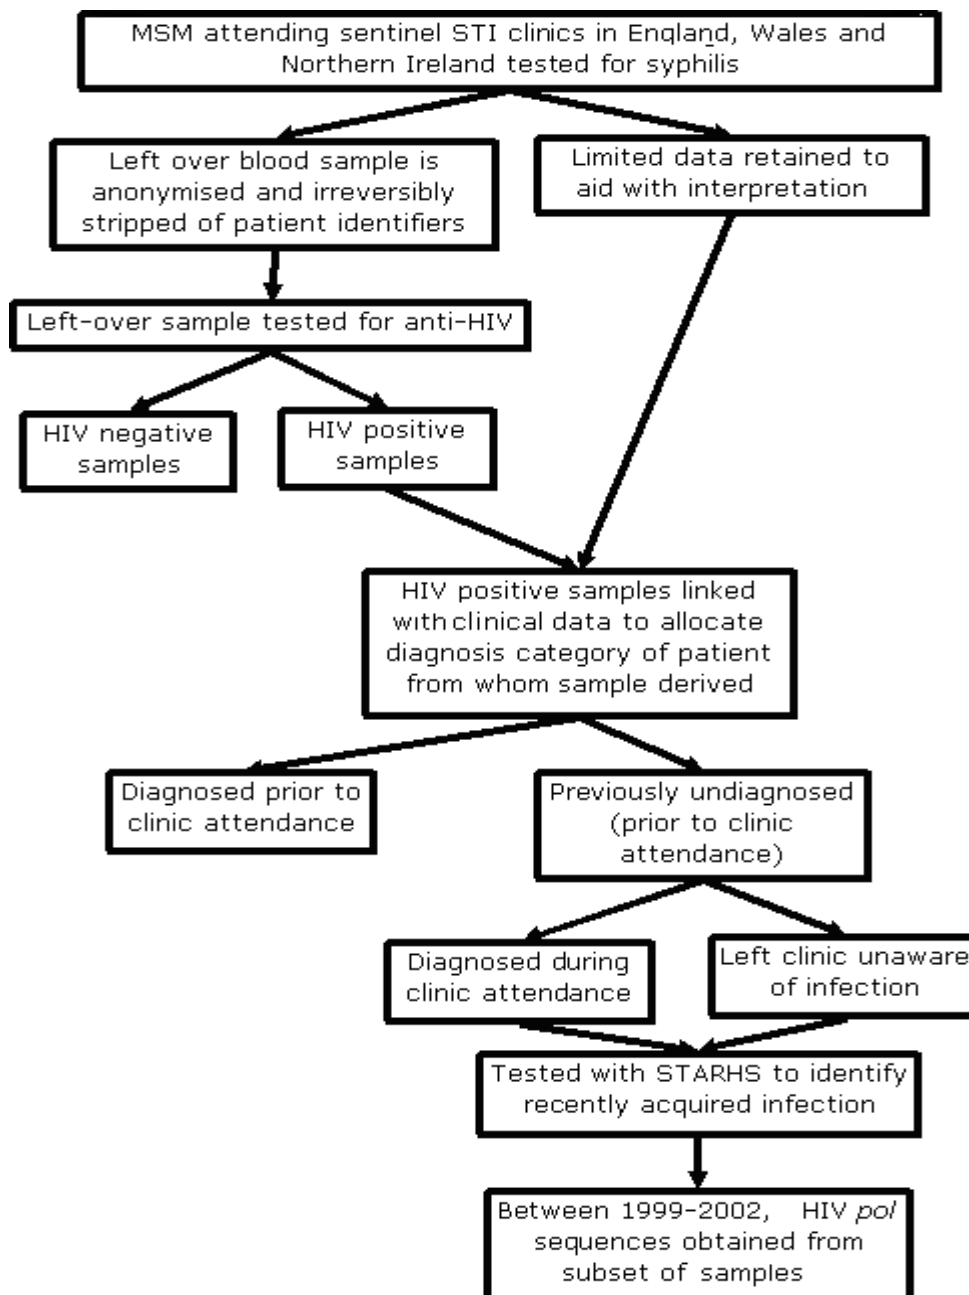 MSM attending sentinel STI clinics in England, Wales and
Northern Ireland tested for syphilis
Left over blood sample is
anonymised and irreversibly
stripped of patient identifiers
Limited data retained to
aid with interpretation
Left-over sample tested for anti-HIV
HIV negative
samples
HIV positive
samples
HIV positive samples linked
with clinical data to allocate
diagnosis category of patient
from whom sample derived
Diagnosed prior to
clinic attendance
Previously undiagnosed
(prior to clinic
attendance)
Diagnosed during
clinic attendance
Left clinic unaware
of infection
Tested with STARHS to identify
recently acquired infection
Between 1999-2002, HIV pol
sequences obtained from
subset of samples